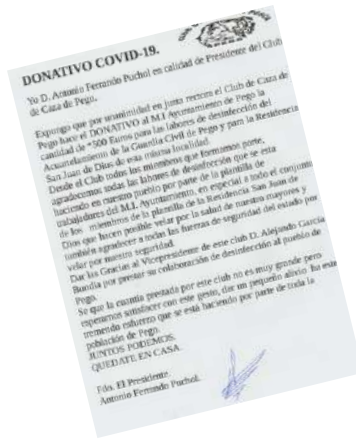 DONATIVO COVID-19.
Yo D. Antonio Ferrando Puchol en calidad de Presidente del Club
de Caza de Pego.
Expongo que por unanimidad en junta rectora el Club de Caza de
Pego hace el DONATIVO al M.I Ayuntamiento de Pego la
cantidad de *500 Euros para las labores de desinfección del
Acuartelamiento de la Guardia Civil de Pego y para la Residencia
San Juan de Dios de esta misma localidad.
Desde el Club todos los miembros que formamos parte,
agradecemos todas las labores de desinfección que se esta
haciendo en nuestro pueblo por parte de la plantilla de
trabajadores del M.I. Ayuntamiento, en especial a todo el conjunto
de los miembros de la plantilla de la Residencia San Juan de
Dios que hacen posible velar por la salud de nuestros mayores y
también agradecer a todas las fuerzas de seguridad del estado por
velar por nuestra seguridad.
Dar las Gracias al Vicepresidente de este club D. Alejando García
Bundia por prestar su colaboración de desinfección al pueblo de
Pego.
Se que la cuantía prestada por este club no es muy grande pero
esperamos satisfacer con este gesto, dar un pequeño alivio ha este
tremendo esfuerzo que se está haciendo por parte de toda la
población de Pego.
JUNTOS PODEMOS.
QUEDATE EN CASA.
Fdo. El Presidente.
Antonio Ferrando Puchol.